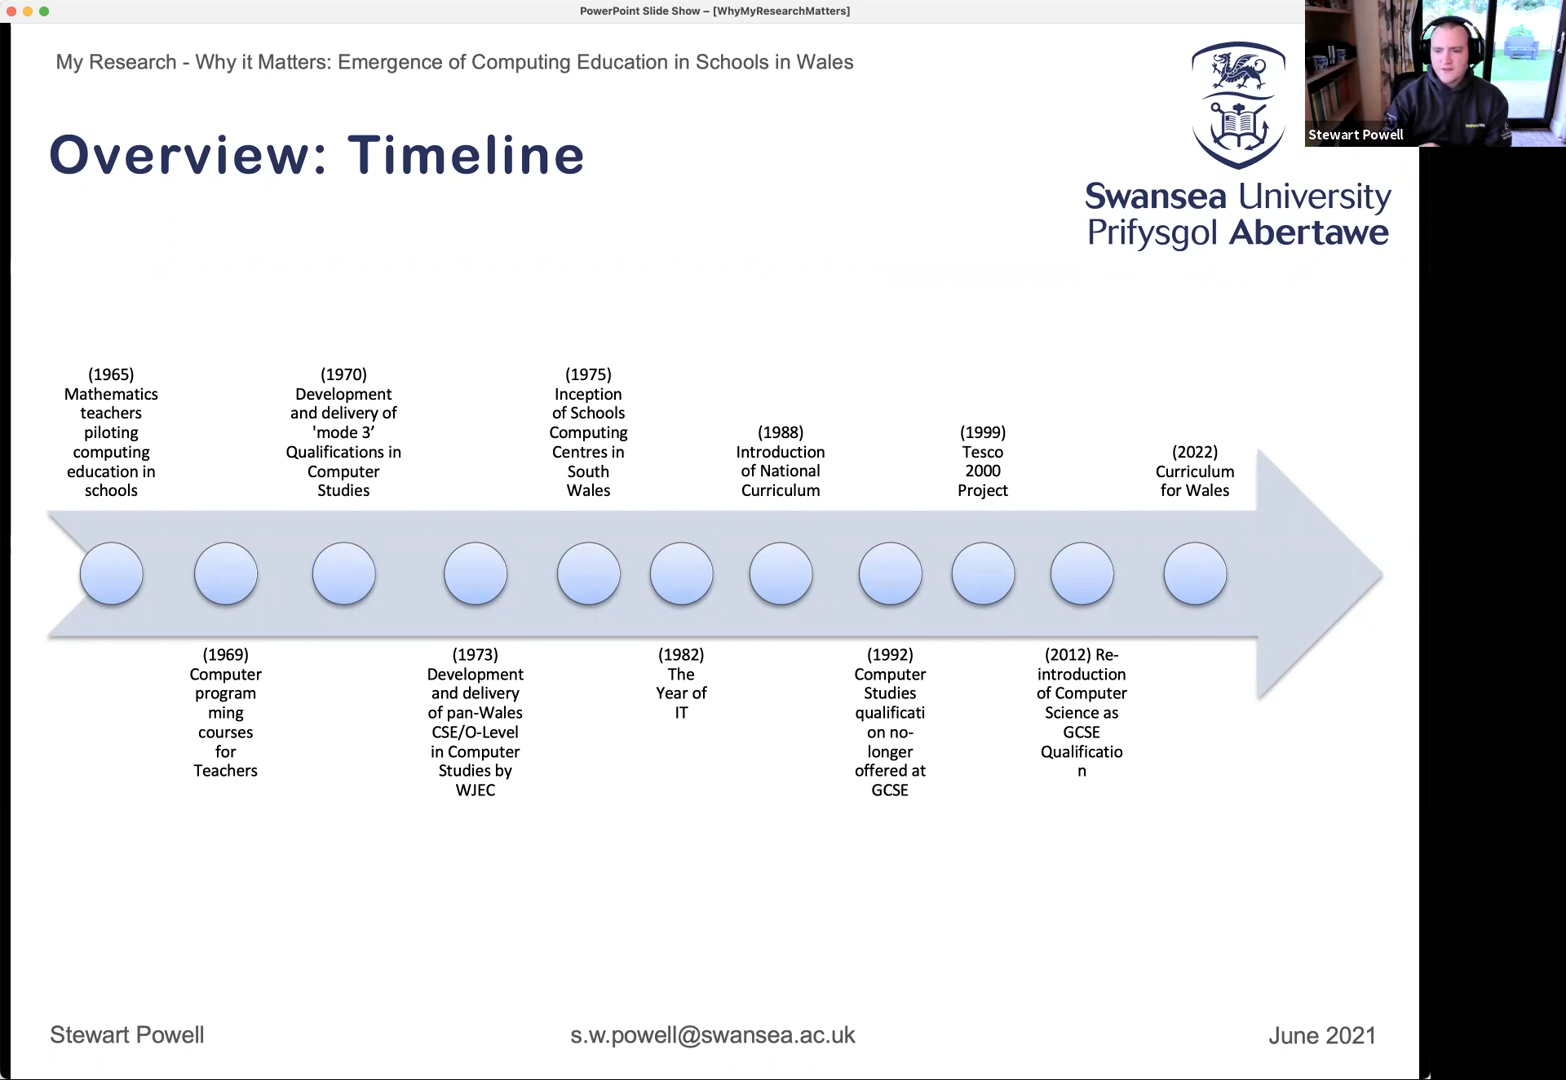 PowerPoint Slide Show – [WhyMyResearchMatters]
My Research - Why it Matters: Emergence of Computing Education in Schools in Wales
Stewart Powell
Overview: Timeline
Swansea University
Prifysgol Abertawe
(1965)
Mathematics
teachers
piloting
computing
education in
schools
(1970)
Development
and delivery of
'mode 3’
Qualifications in
Computer
Studies
(1975)
Inception
of Schools
Computing
Centres in
South
Wales
(1988)
Introduction
of National
Curriculum
(1999)
Tesco
2000
Project
(2022)
Curriculum
for Wales
(1969)
Computer
program
ming
courses
for
Teachers
(1973)
Development
and delivery
of pan-Wales
CSE/O-Level
in Computer
Studies by
WJEC
(1982)
The
Year of
IT
(1992)
Computer
Studies
qualificati
on no-
longer
offered at
GCSE
(2012) Re-
introduction
of Computer
Science as
GCSE
Qualificatio
n
Stewart Powell
s.w.powell@swansea.ac.uk
June 2021